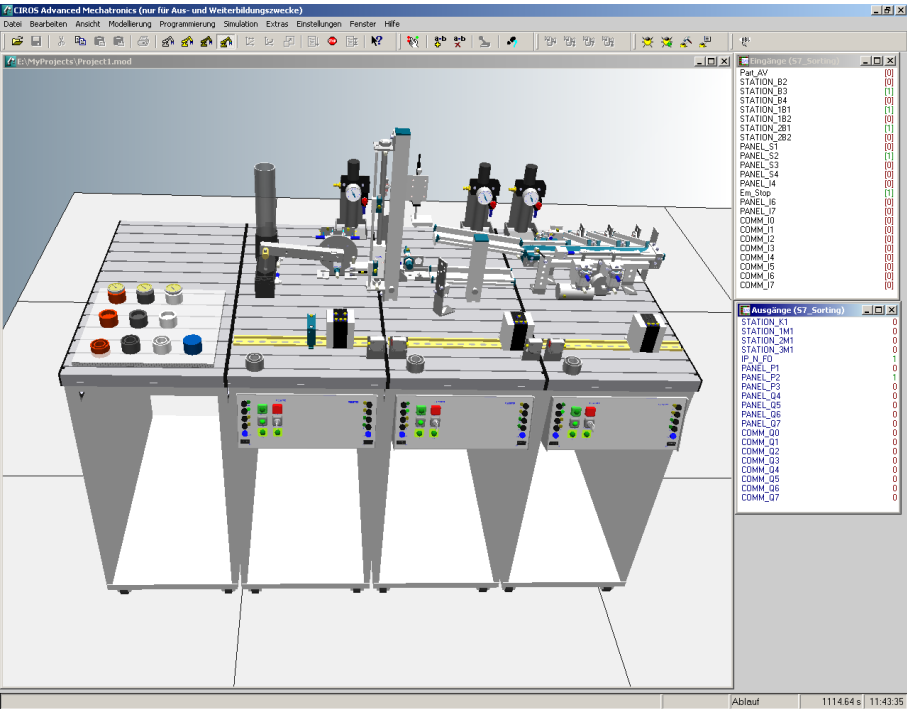 CIROS Advanced Mechatronics (nur für Aus- und Weiterbildungszwecke)
Datei Bearbeiten Ansicht Modellierung Programmierung Simulation Extras Einstellungen Fenster Hilfe
E:\MyProjects\Project1.mod
Eingänge (S7_Sorting)
Part_AV [0]
STATION_B2 [0]
STATION_B3 [1]
STATION_B4 [0]
STATION_1B1 [1]
STATION_1B2 [0]
STATION_2B1 [1]
STATION_2B2 [0]
PANEL_S1 [0]
PANEL_S2 [1]
PANEL_S3 [0]
PANEL_S4 [0]
PANEL_I4 [0]
Em_Stop [1]
PANEL_I6 [0]
PANEL_I7 [0]
COMM_I0 [0]
COMM_I1 [0]
COMM_I2 [0]
COMM_I3 [0]
COMM_I4 [0]
COMM_I5 [0]
COMM_I6 [0]
COMM_I7 [0]
Ausgänge (S7_Sorting)
STATION_K1 0
STATION_1M1 0
STATION_2M1 0
STATION_3M1 0
IP_N_FO 1
PANEL_P1 0
PANEL_P2 1
PANEL_P3 0
PANEL_Q4 0
PANEL_Q5 0
PANEL_Q6 0
PANEL_Q7 0
COMM_Q0 0
COMM_Q1 0
COMM_Q2 0
COMM_Q3 0
COMM_Q4 0
COMM_Q5 0
COMM_Q6 0
COMM_Q7 0
Ablauf 1114.64 s 11:43:35